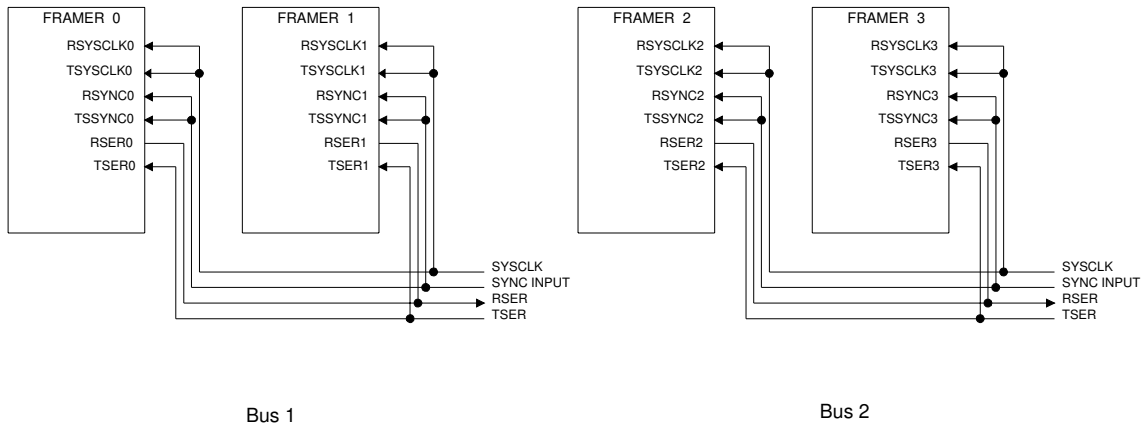 FRAMER 0
RSYSCLK0
TSYSCLK0
RSYNC0
TSSYNC0
RSER0
TSER0
FRAMER 1
RSYSCLK1
TSYSCLK1
RSYNC1
TSSYNC1
RSER1
TSER1
SYSCLK
SYNC INPUT
RSER
TSER
Bus 1
FRAMER 2
RSYSCLK2
TSYSCLK2
RSYNC2
TSSYNC2
RSER2
TSER2
FRAMER 3
RSYSCLK3
TSYSCLK3
RSYNC3
TSSYNC3
RSER3
TSER3
SYSCLK
SYNC INPUT
RSER
TSER
Bus 2